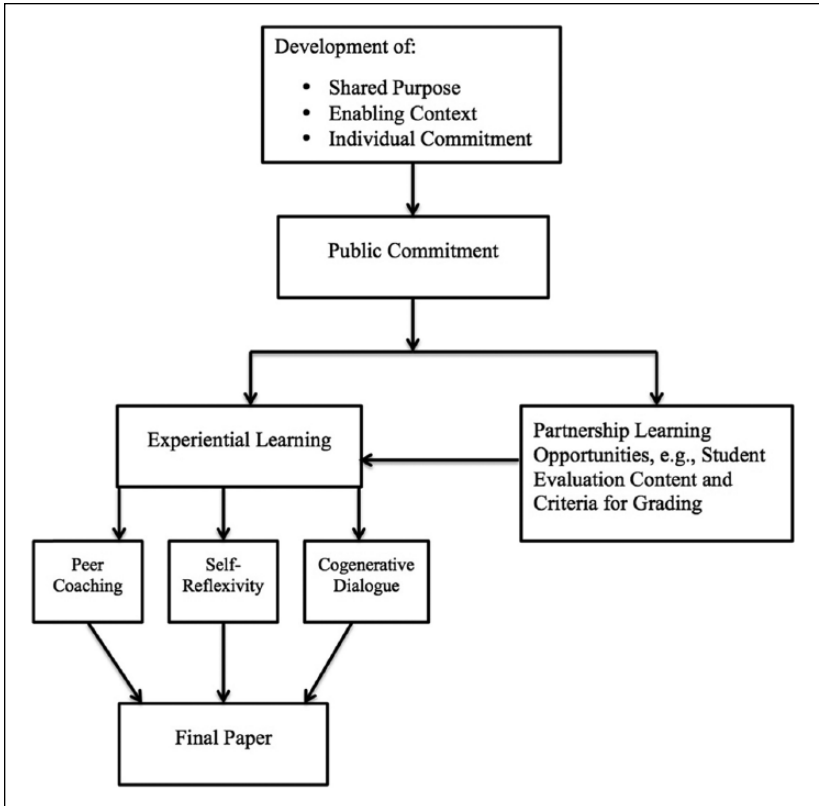 Development of:
• Shared Purpose
• Enabling Context
• Individual Commitment
Public Commitment
Experiential Learning
Partnership Learning
Opportunities, e.g., Student
Evaluation Content and
Criteria for Grading
Peer
Coaching
Self-
Reflexivity
Cogenerative
Dialogue
Final Paper